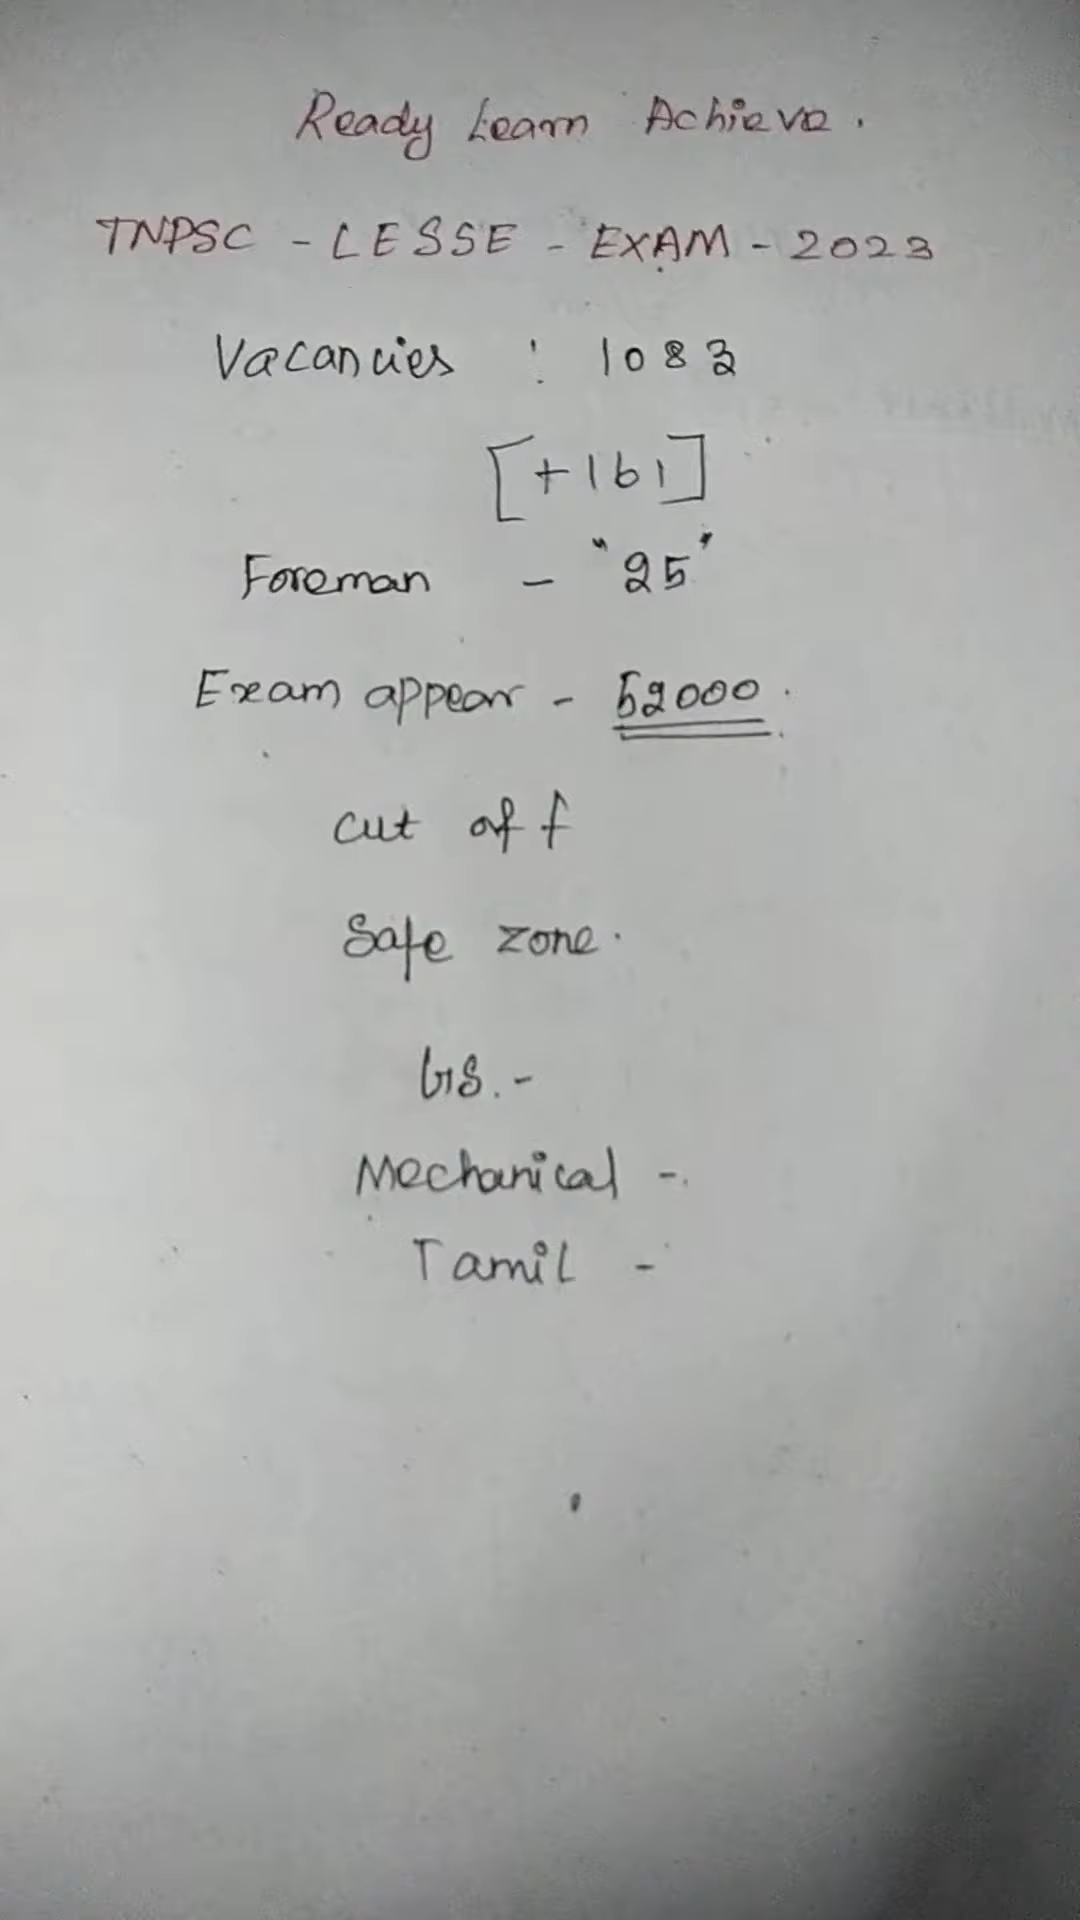 Ready Learn Achieve.
TNPSC - LESSE - EXAM - 2023
Vacancies : 1083
[+161]
Foreman - "25"
Exam appear - 52000.
cut off
Safe zone.
GS. -
Mechanical -
Tamil -